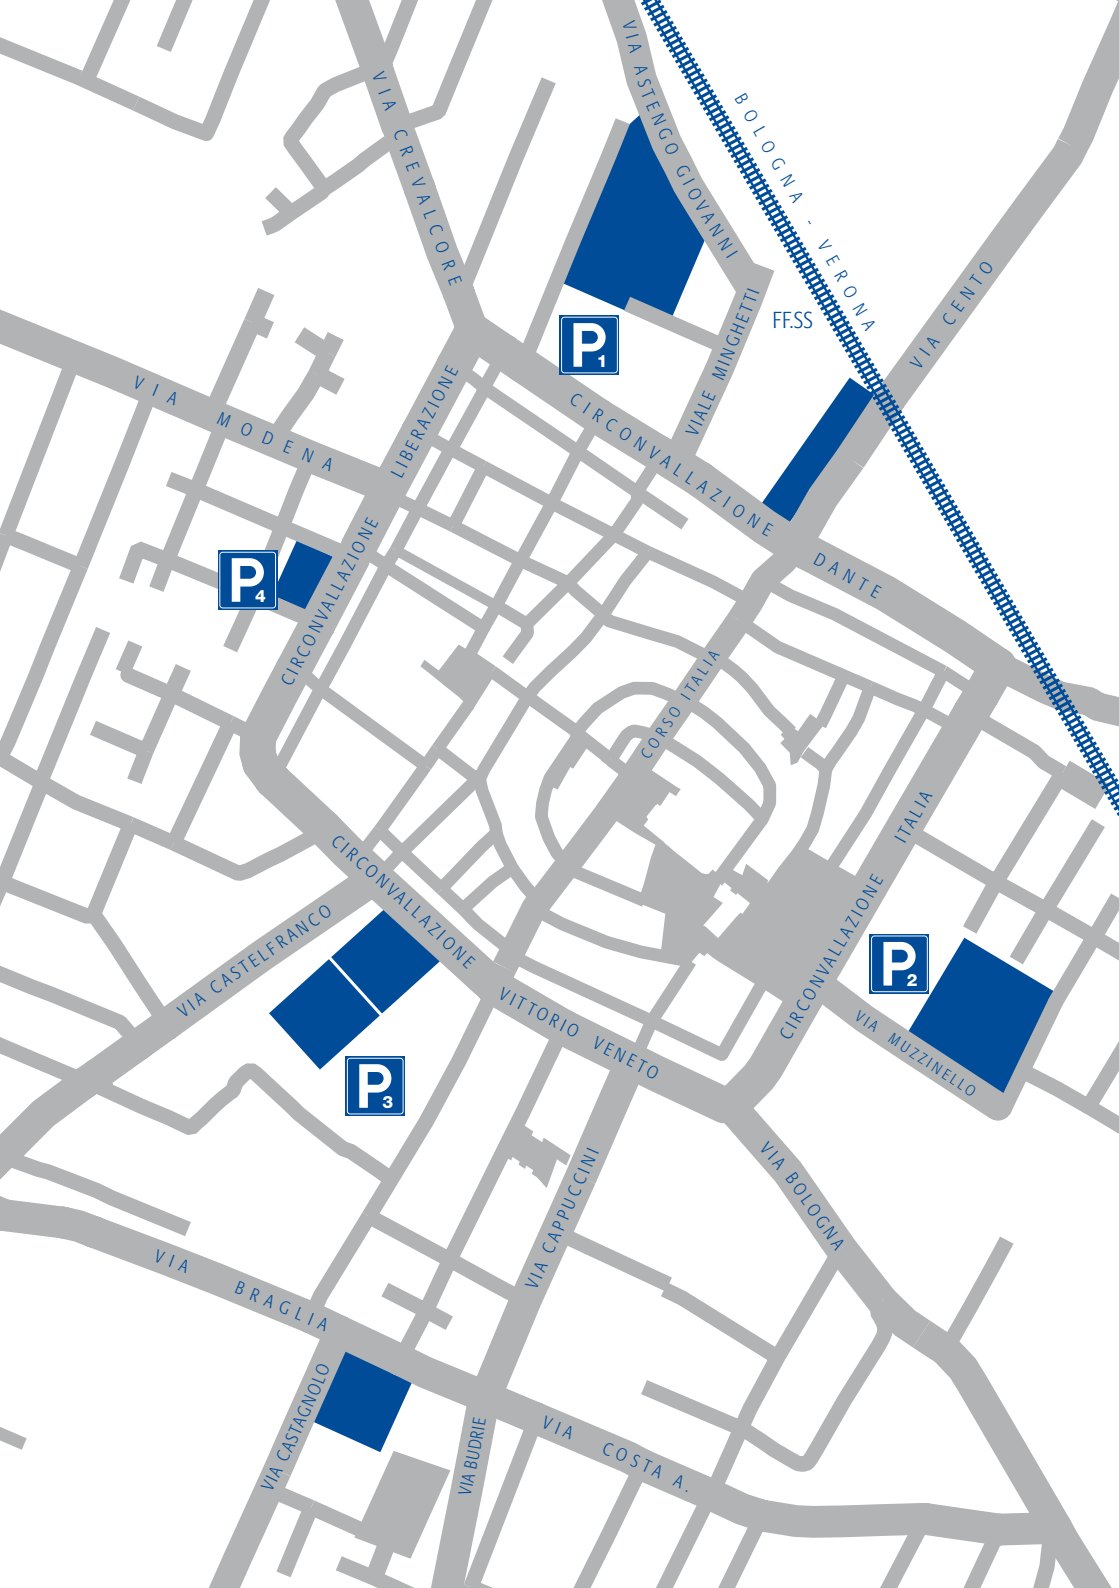 VIA ASTENGO GIOVANNI
BOLOGNA - VERONA
VIA CREVALCORE
VIA CENTO
FF.SS
VIALE MINGHETTI
P1
VIA MODENA
CIRCONVALLAZIONE LIBERAZIONE
CIRCONVALLAZIONE DANTE
P4
CORSO ITALIA
CIRCONVALLAZIONE ITALIA
CIRCONVALLAZIONE VITTORIO VENETO
VIA CASTELFRANCO
P2
VIA MUZZINELLO
P3
VIA CAPPUCCINI
VIA BOLOGNA
VIA BRAGLIA
VIA CASTAGNOLO
VIA BUDRIE
VIA COSTA A.